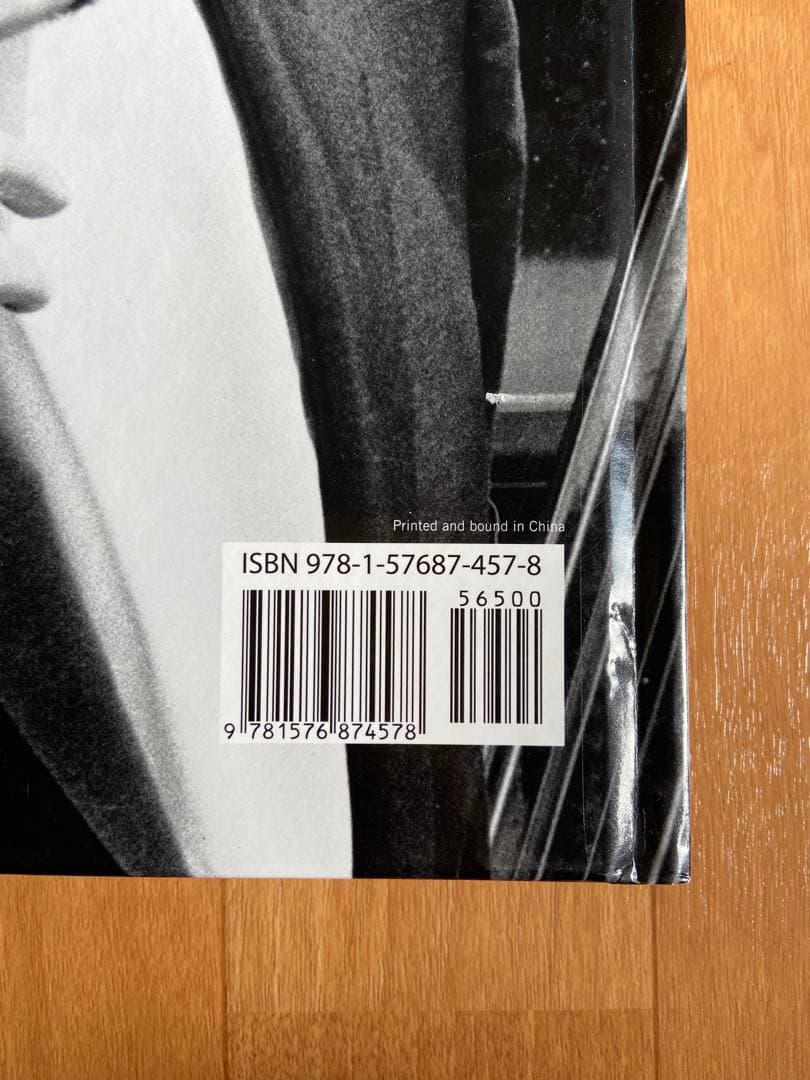 Printed and bound in China
ISBN 978-1-57687-457-8
56500
9 781576 874578